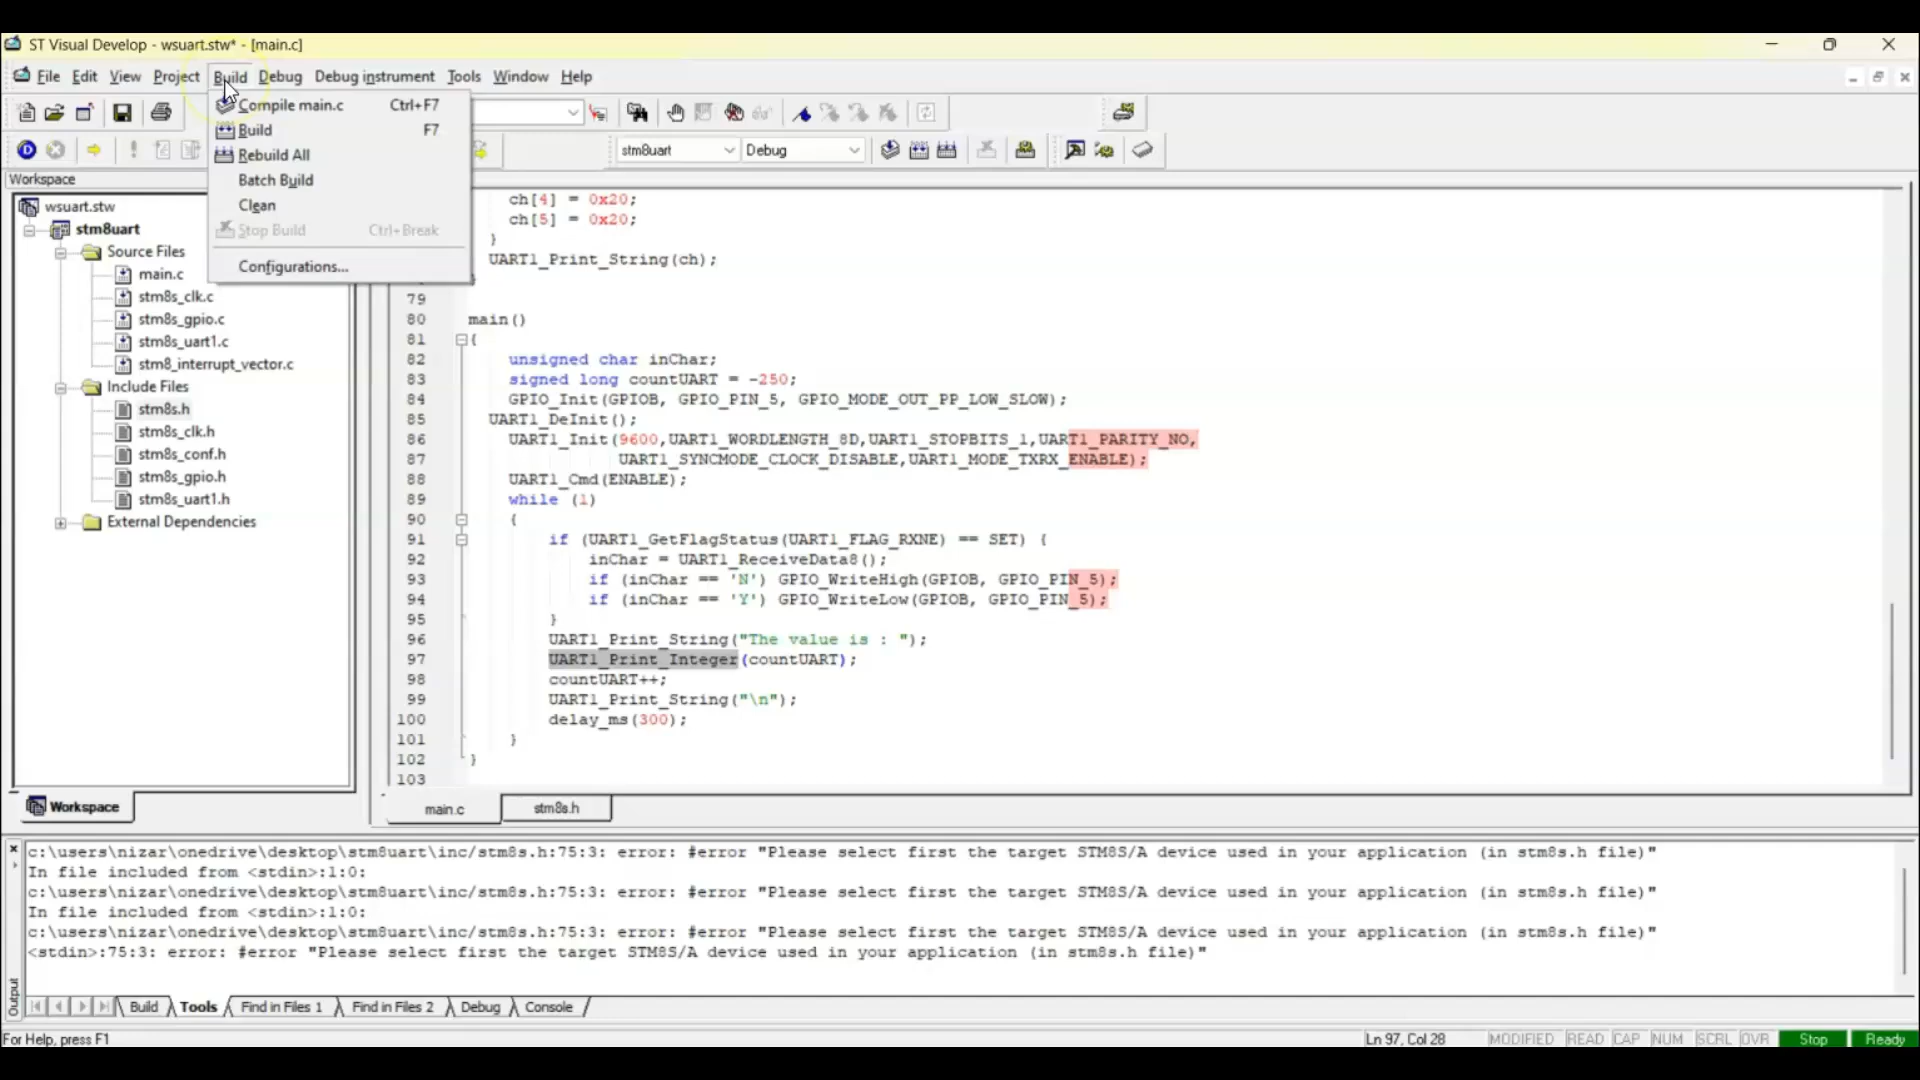 ST Visual Develop - wsuart.stw* - [main.c]
File Edit View Project Build Debug Debug instrument Tools Window Help
Compile main.c Ctrl+F7
Build F7
Rebuild All
Batch Build
Clean
Stop Build Ctrl+Break
Configurations...
stm8uart Debug
Workspace
wsuart.stw
stm8uart
Source Files
main.c
stm8s_clk.c
stm8s_gpio.c
stm8s_uart1.c
stm8_interrupt_vector.c
Include Files
stm8s.h
stm8s_clk.h
stm8s_conf.h
stm8s_gpio.h
stm8s_uart1.h
External Dependencies
Workspace
ch[4] = 0x20;
ch[5] = 0x20;
}
UART1_Print_String(ch);
79
80 main()
81 {
82 unsigned char inChar;
83 signed long countUART = -250;
84 GPIO_Init(GPIOB, GPIO_PIN_5, GPIO_MODE_OUT_PP_LOW_SLOW);
85 UART1_DeInit();
86 UART1_Init(9600,UART1_WORDLENGTH_8D,UART1_STOPBITS_1,UART1_PARITY_NO,
87 UART1_SYNCMODE_CLOCK_DISABLE,UART1_MODE_TXRX_ENABLE);
88 UART1_Cmd(ENABLE);
89 while (1)
90 {
91 if (UART1_GetFlagStatus(UART1_FLAG_RXNE) == SET) {
92 inChar = UART1_ReceiveData8();
93 if (inChar == 'N') GPIO_WriteHigh(GPIOB, GPIO_PIN_5);
94 if (inChar == 'Y') GPIO_WriteLow(GPIOB, GPIO_PIN_5);
95 }
96 UART1_Print_String("The value is : ");
97 UART1_Print_Integer(countUART);
98 countUART++;
99 UART1_Print_String("\n");
100 delay_ms(300);
101 }
102 }
103
main.c stm8s.h
c:\users\nizar\onedrive\desktop\stm8uart\inc/stm8s.h:75:3: error: #error "Please select first the target STM8S/A device used in your application (in stm8s.h file)"
In file included from <stdin>:1:0:
c:\users\nizar\onedrive\desktop\stm8uart\inc/stm8s.h:75:3: error: #error "Please select first the target STM8S/A device used in your application (in stm8s.h file)"
In file included from <stdin>:1:0:
c:\users\nizar\onedrive\desktop\stm8uart\inc/stm8s.h:75:3: error: #error "Please select first the target STM8S/A device used in your application (in stm8s.h file)"
<stdin>:75:3: error: #error "Please select first the target STM8S/A device used in your application (in stm8s.h file)"
Output
Build Tools Find in Files 1 Find in Files 2 Debug Console
For Help, press F1 Ln 97, Col 28 MODIFIED READ CAP NUM SCRL OVR Stop Ready